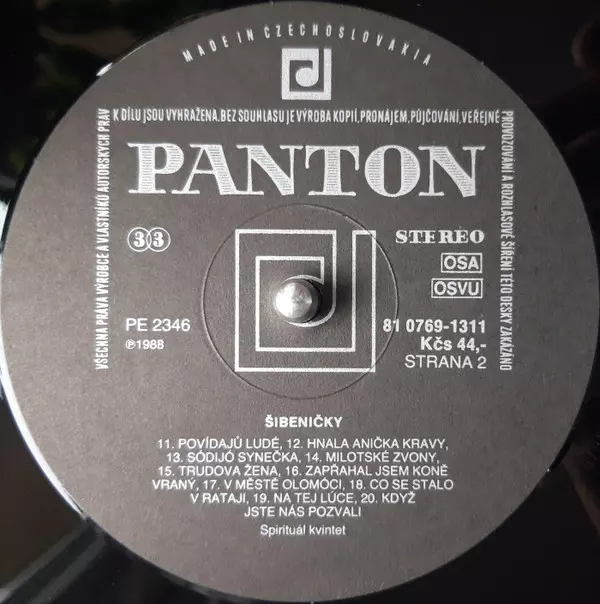 MADE IN CZECHOSLOVAKIA
VŠECHNA PRÁVA VÝROBCE A VLASTNÍKŮ AUTORSKÝCH PRÁV
K DÍLU JSOU VYHRAŽENA. BEZ SOUHLASU JE VÝROBA KOPIÍ, PRONÁJEM, PŮJČOVÁNÍ, VEŘEJNÉ
PROVOZOVÁNÍ A ROZHLASOVÉ ŠÍŘENÍ TÉTO DESKY ZAKÁZÁNO
PANTON
33
STEREO
OSA
OSVU
PE 2346
81 0769-1311
℗1988
Kčs 44,-
STRANA 2
ŠIBENIČKY
11. POVÍDAJÚ LUDÉ, 12. HNALA ANIČKA KRAVY,
13. SÓDIJÓ SYNEČKA, 14. MILOTSKÉ ZVONY,
15. TRUDOVA ŽENA, 16. ZAPŘAHAL JSEM KONĚ
VRANÝ, 17. V MĚSTĚ OLOMÓCI, 18. CO SE STALO
V RATAJI, 19. NA TEJ LÚCE, 20. KDYŽ
JSTE NÁS POZVALI
Spirituál kvintet